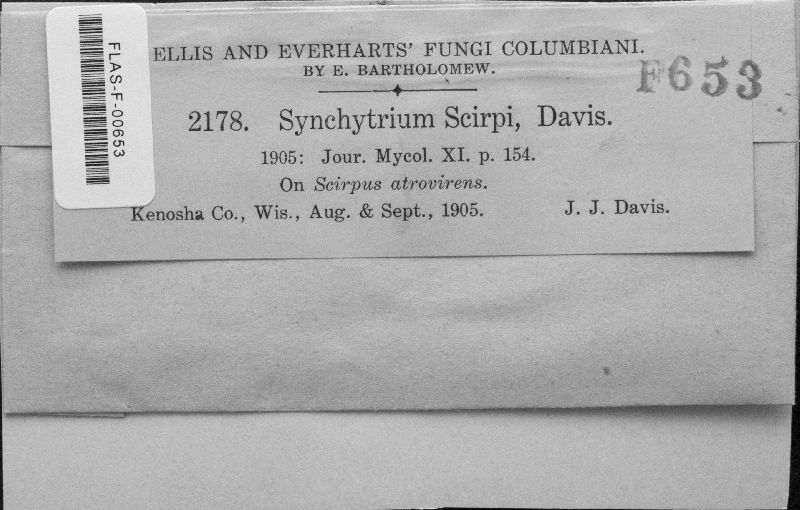 ELLIS AND EVERHARTS' FUNGI COLUMBIANI.
BY E. BARTHOLOMEW.
F653
2178. Synchytrium Scirpi, Davis.
1905: Jour. Mycol. XI. p. 154.
On Scirpus atrovirens.
Kenosha Co., Wis., Aug. & Sept., 1905. J. J. Davis.
FLAS-F-00653